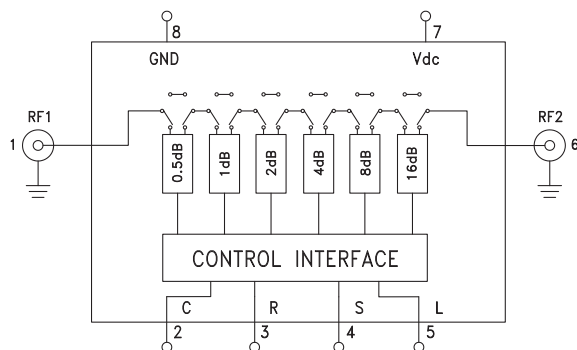 8 7
GND Vdc
RF1 RF2
1 6
0.5dB 1dB 2dB 4dB 8dB 16dB
CONTROL INTERFACE
C R S L
2 3 4 5